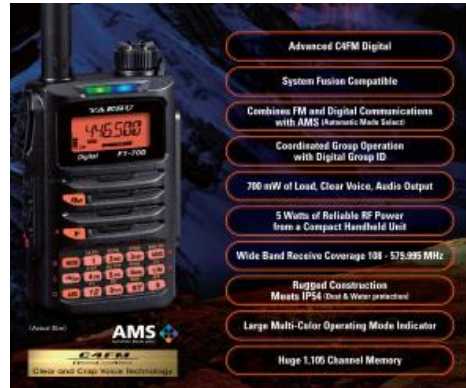 YAESU
446.500
Digital
FT-70D
(Actual Size)
AMS
C4FM
Clear and Crisp Voice Technology
Advanced C4FM Digital
System Fusion Compatible
Combines FM and Digital Communications
with AMS (Automatic Mode Select)
Coordinated Group Operation
with Digital Group ID
700 mW of Loud, Clear Voice, Audio Output
5 Watts of Reliable RF Power
from a Compact Handheld Unit
Wide Band Receive Coverage 108 - 579.995 MHz
Rugged Construction
Meets IP54 (Dust & Water protection)
Large Multi-Color Operating Mode Indicator
Huge 1.105 Channel Memory